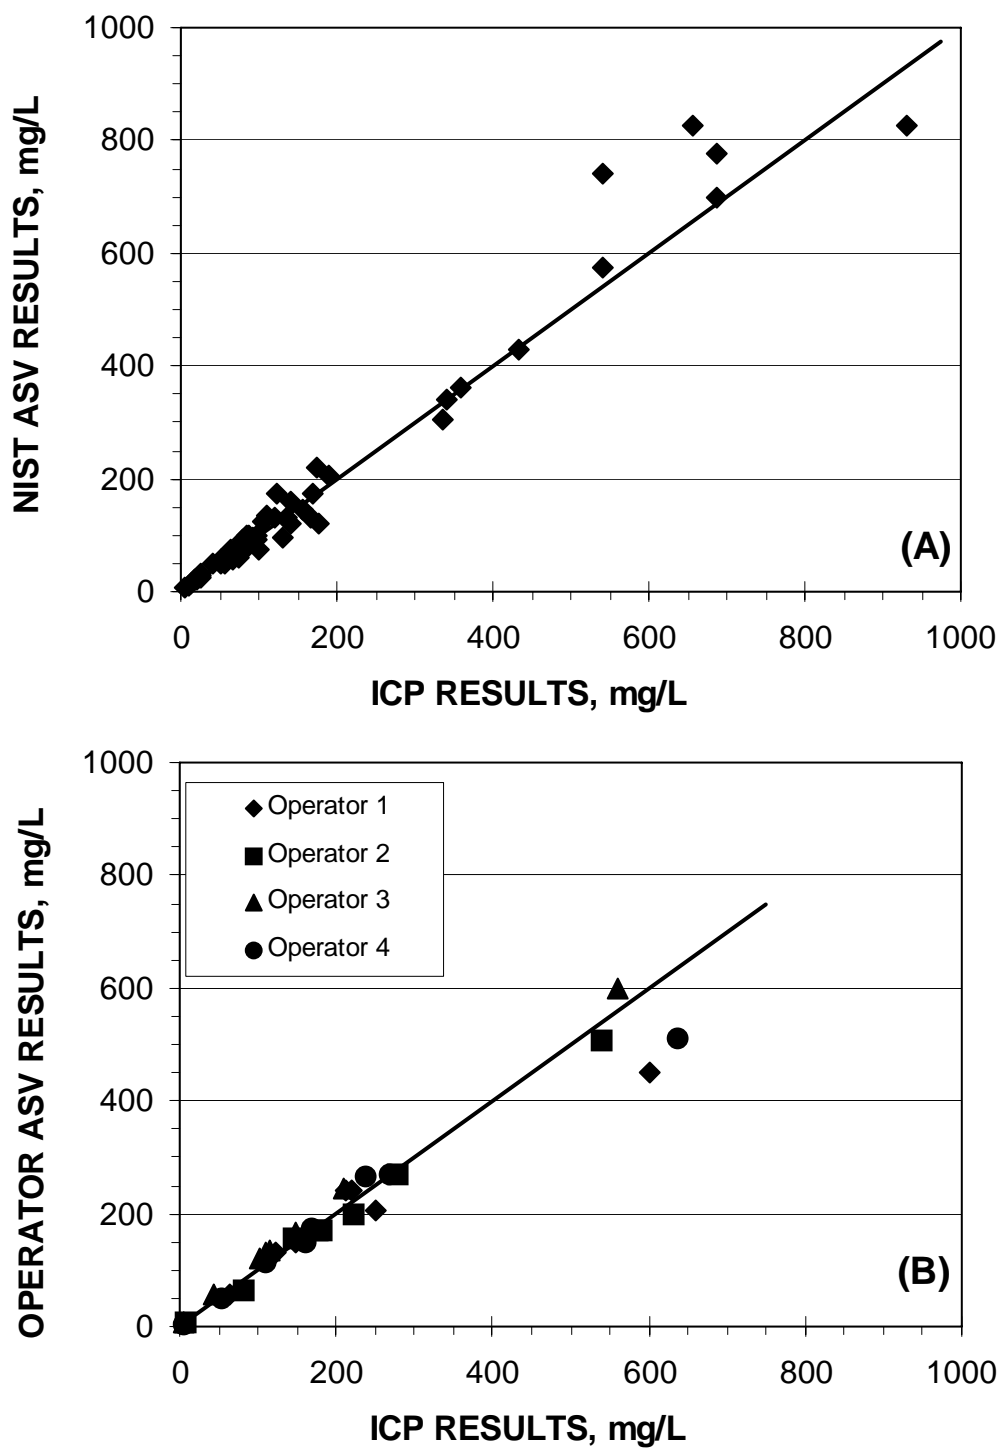 1000
800
600
400
200
0
NIST ASV RESULTS, mg/L
(A)
0 200 400 600 800 1000
ICP RESULTS, mg/L
1000
800
600
400
200
0
OPERATOR ASV RESULTS, mg/L
Operator 1
Operator 2
Operator 3
Operator 4
(B)
0 200 400 600 800 1000
ICP RESULTS, mg/L